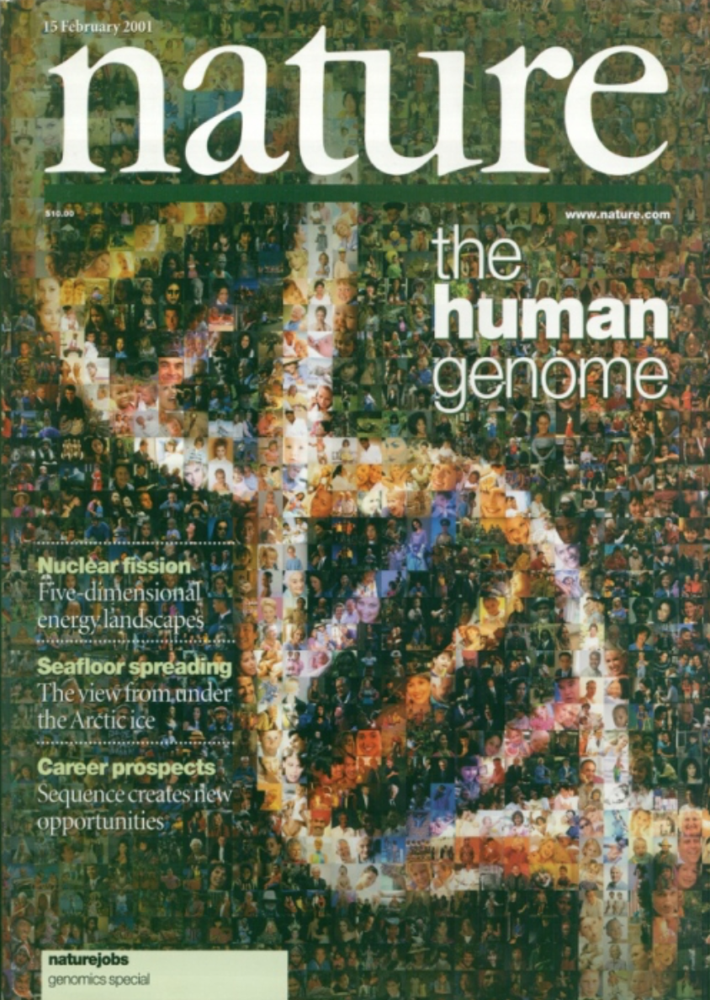 15 February 2001
nature
$10.00
www.nature.com
the
human
genome
Nuclear fission
Five-dimensional
energy landscapes
Seafloor spreading
The view from under
the Arctic ice
Career prospects
Sequence creates new
opportunities
naturejobs
genomics special